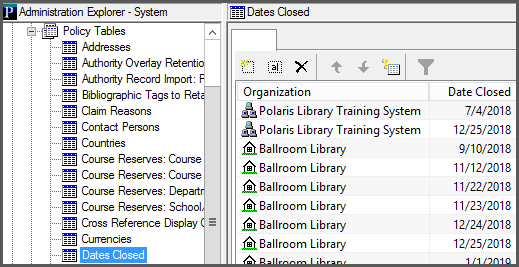 Administration Explorer - System
Policy Tables
Addresses
Authority Overlay Retentio
Authority Record Import: P
Bibliographic Tags to Reta
Claim Reasons
Contact Persons
Countries
Course Reserves: Course
Course Reserves: Course
Course Reserves: Departm
Course Reserves: School/
Cross Reference Display C
Currencies
Dates Closed
Dates Closed
Organization Date Closed
Polaris Library Training System 7/4/2018
Polaris Library Training System 12/25/2018
Ballroom Library 9/10/2018
Ballroom Library 11/12/2018
Ballroom Library 11/22/2018
Ballroom Library 11/23/2018
Ballroom Library 12/24/2018
Ballroom Library 12/25/2018
Ballroom Library 1/1/2019